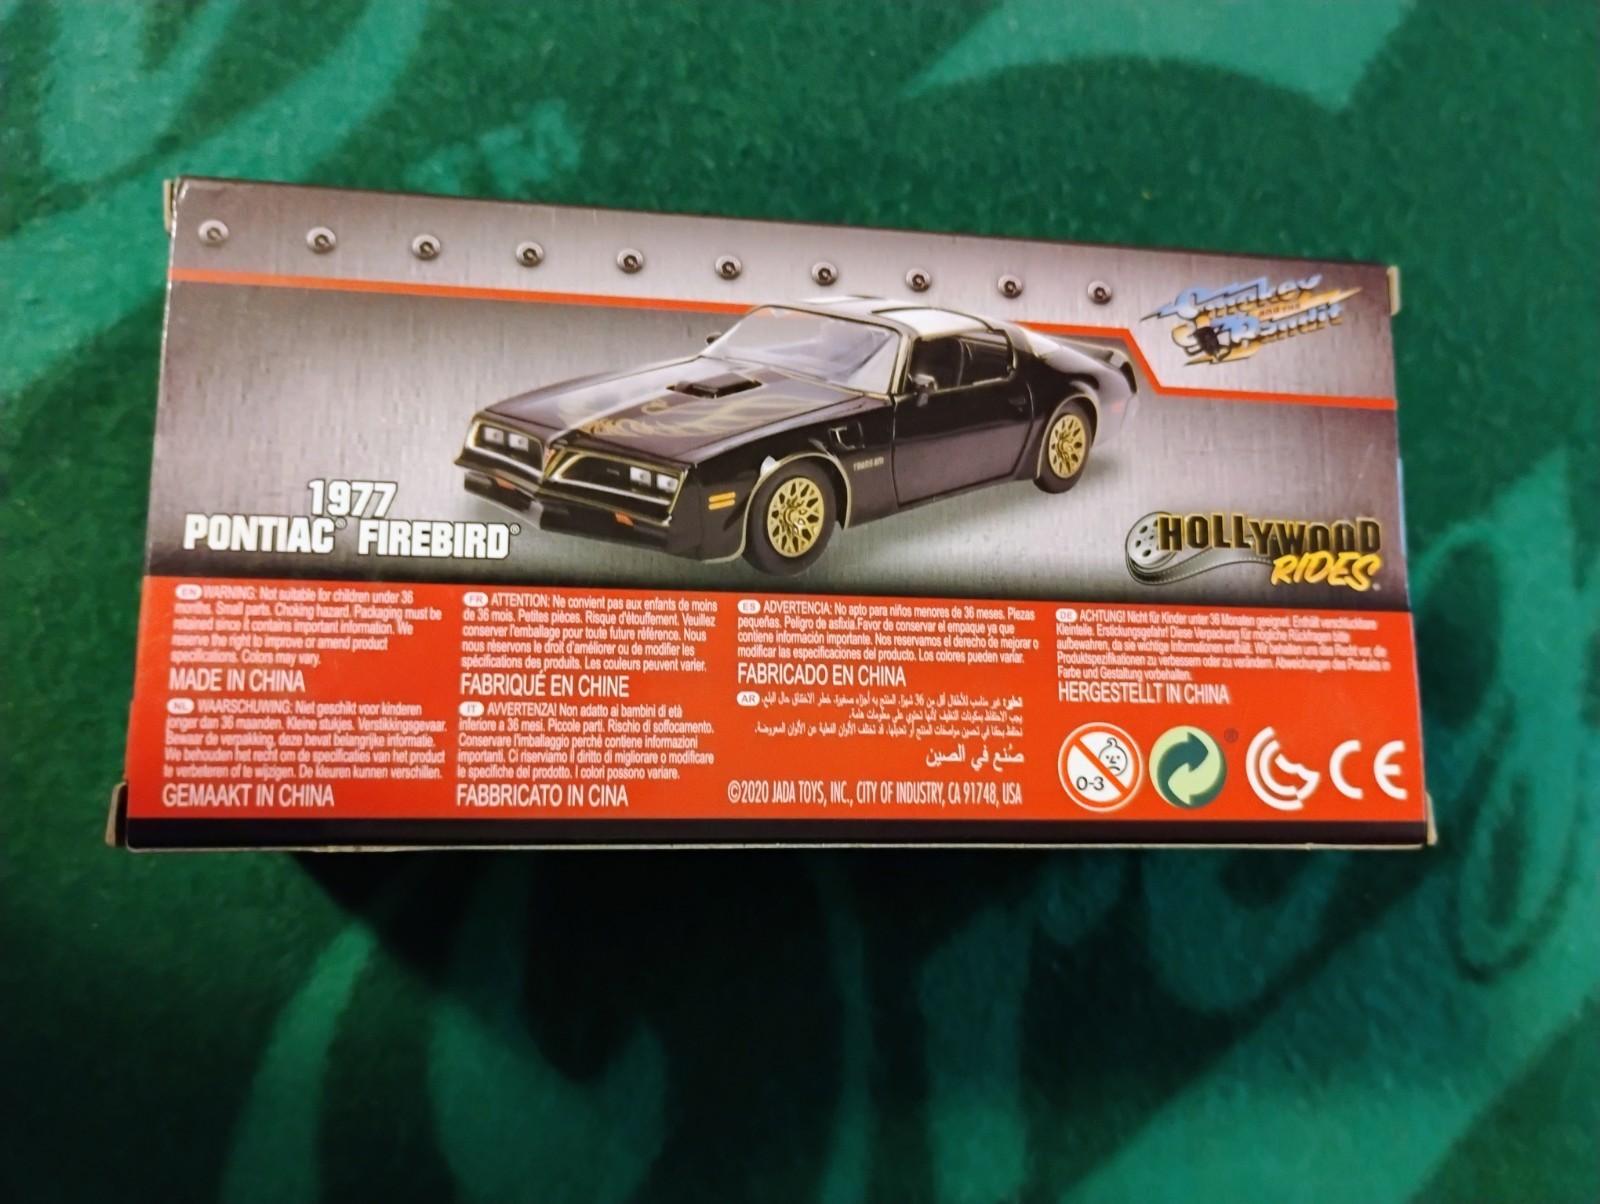 Smokey
AND THE
Bandit
TRANS AM
1977
PONTIAC® FIREBIRD®
HOLLYWOOD
RIDES®
EN WARNING: Not suitable for children under 36
months. Small parts. Choking hazard. Packaging must be
retained since it contains important information. We
reserve the right to improve or amend product
specifications. Colors may vary.
MADE IN CHINA
NL WAARSCHUWING: Niet geschikt voor kinderen
jonger dan 36 maanden. Kleine stukjes. Verstikkingsgevaar.
Bewaar de verpakking, deze bevat belangrijke informatie.
We behouden het recht om de specificaties van het product
te verbeteren of te wijzigen. De kleuren kunnen verschillen.
GEMAAKT IN CHINA
FR ATTENTION: Ne convient pas aux enfants de moins
de 36 mois. Petites pièces. Risque d'étouffement. Veuillez
conserver l'emballage pour toute future référence. Nous
nous réservons le droit d'améliorer ou de modifier les
spécifications des produits. Les couleurs peuvent varier.
FABRIQUÉ EN CHINE
IT AVVERTENZA! Non adatto ai bambini di età
inferiore a 36 mesi. Piccole parti. Rischio di soffocamento.
Conservare l'imballaggio perché contiene informazioni
importanti. Ci riserviamo il diritto di migliorare o modificare
le specifiche del prodotto. I colori possono variare.
FABBRICATO IN CINA
ES ADVERTENCIA: No apto para niños menores de 36 meses. Piezas
pequeñas. Peligro de asfixia.Favor de conservar el empaque ya que
contiene información importante. Nos reservamos el derecho de mejorar o
modificar las especificaciones del producto. Los colores pueden variar.
FABRICADO EN CHINA
AR خطر الاختناق حال البلع.
صُنع في الصين
©2020 JADA TOYS, INC., CITY OF INDUSTRY, CA 91748, USA
DE ACHTUNG! Nicht für Kinder unter 36 Monaten geeignet. Enthält verschluckbare
Kleinteile. Erstickungsgefahr! Diese Verpackung für mögliche Rückfragen bitte
aufbewahren, da sie wichtige Informationen enthält. Wir behalten uns das Recht vor, die
Produktspezifikationen zu verbessern oder zu verändern. Abweichungen des Produkts in
Farbe und Gestaltung vorbehalten.
HERGESTELLT IN CHINA
0-3
®
CE